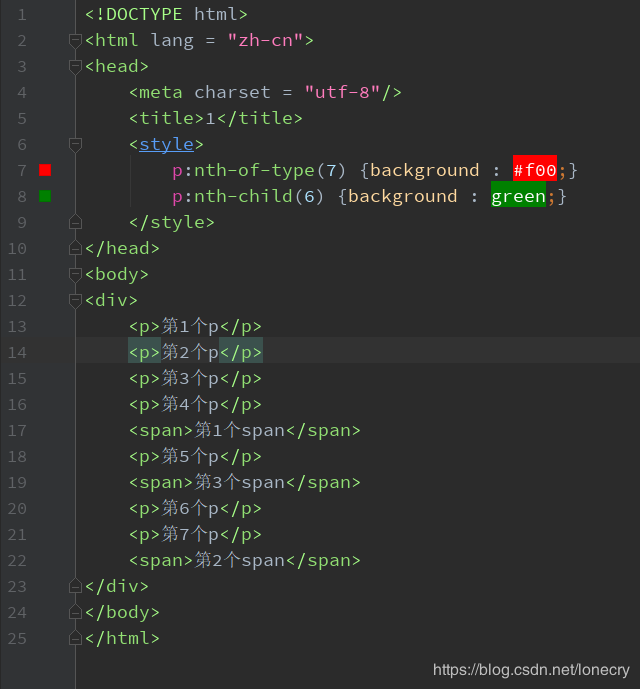 1 <!DOCTYPE html>
2 <html lang = "zh-cn">
3 <head>
4 <meta charset = "utf-8"/>
5 <title>1</title>
6 <style>
7 p:nth-of-type(7) {background : #f00;}
8 p:nth-child(6) {background : green;}
9 </style>
10 </head>
11 <body>
12 <div>
13 <p>第1个p</p>
14 <p>第2个p</p>
15 <p>第3个p</p>
16 <p>第4个p</p>
17 <span>第1个span</span>
18 <p>第5个p</p>
19 <span>第3个span</span>
20 <p>第6个p</p>
21 <p>第7个p</p>
22 <span>第2个span</span>
23 </div>
24 </body>
25 </html>
https://blog.csdn.net/lonecry